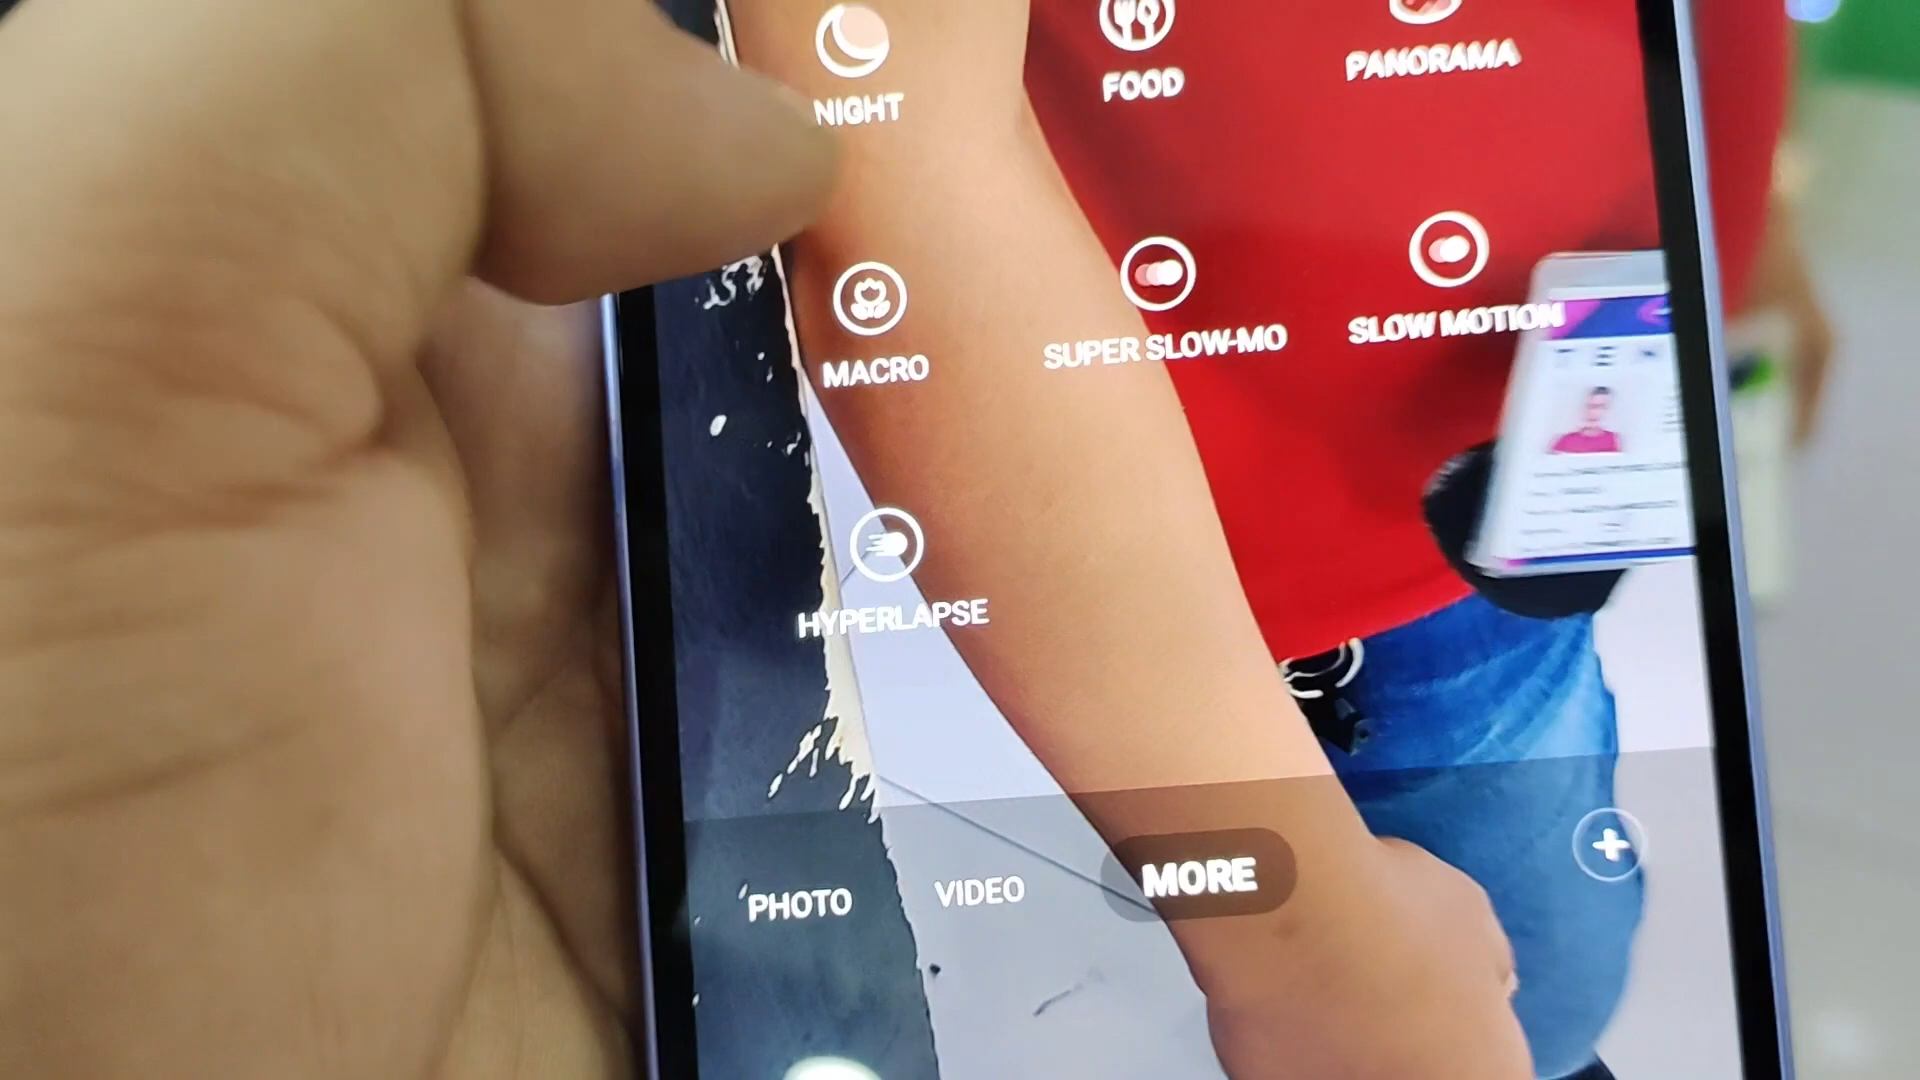 NIGHT
FOOD
PANORAMA
MACRO
SUPER SLOW-MO
SLOW MOTION
T E N
HYPERLAPSE
PHOTO
VIDEO
MORE